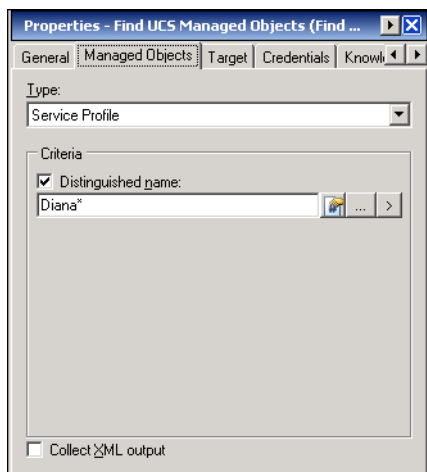 Properties - Find UCS Managed Objects (Find ...
General Managed Objects Target Credentials Knowl
Type:
Service Profile
Criteria
Distinguished name:
Diana*
... >
Collect XML output